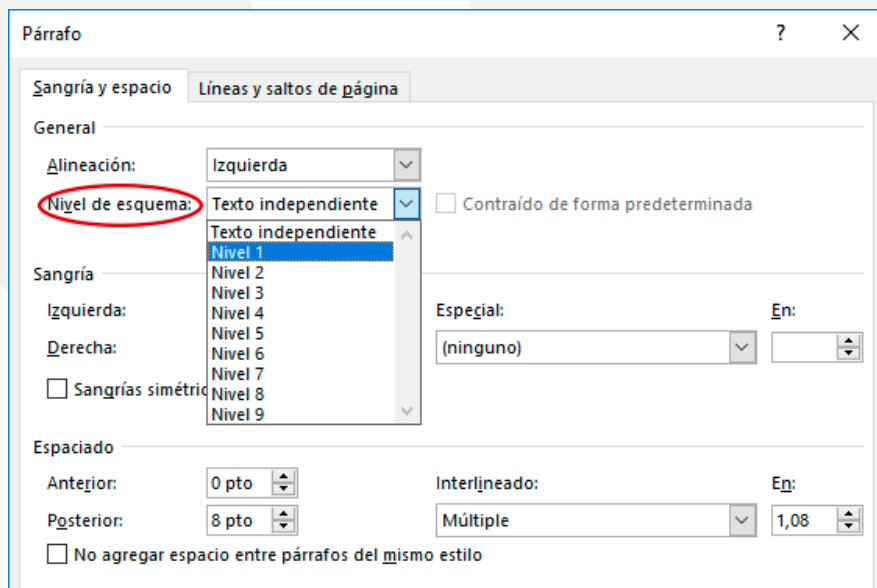 Párrafo ?
Sangría y espacio Líneas y saltos de página
General
Alineación: Izquierda
Nivel de esquema: Texto independiente Contraído de forma predeterminada
Texto independiente
Nivel 1
Nivel 2
Sangría
Nivel 3
Izquierda: Nivel 4 Especial: En:
Nivel 5
Derecha: Nivel 6 (ninguno)
Nivel 7
Sangrías simétric Nivel 8
Nivel 9
Espaciado
Anterior: 0 pto Interlineado: En:
Posterior: 8 pto Múltiple 1,08
No agregar espacio entre párrafos del mismo estilo